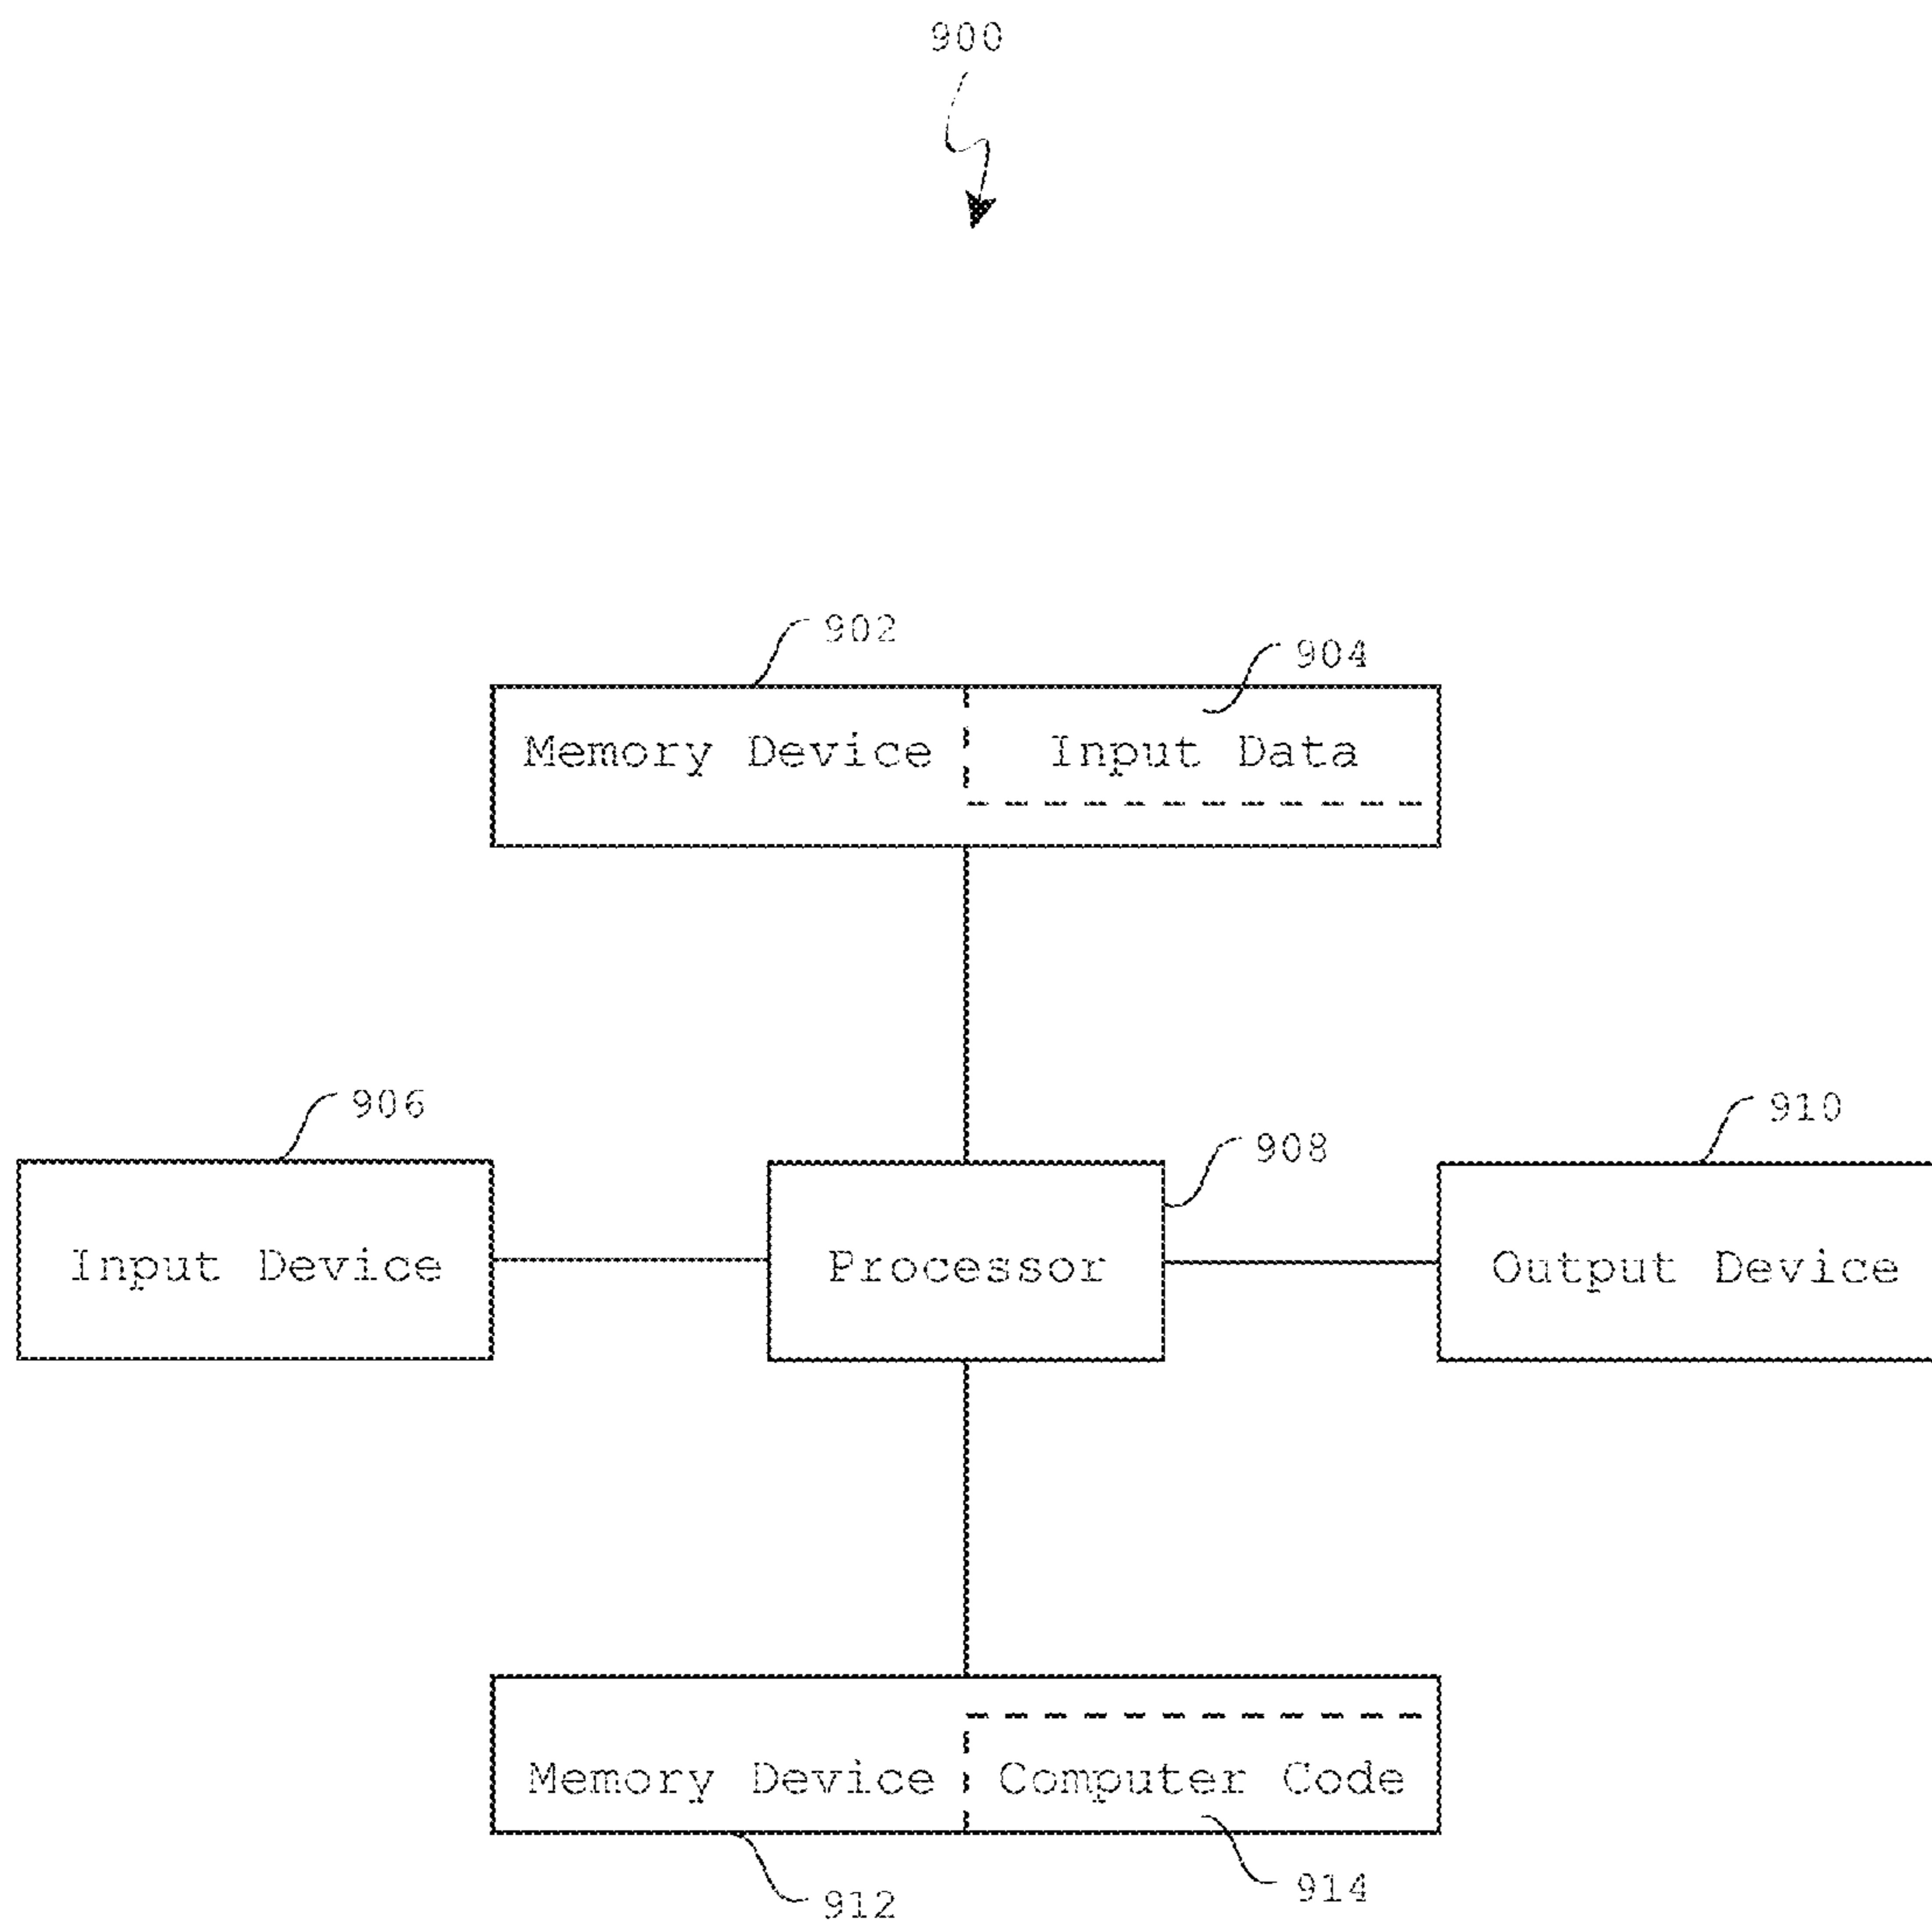 900
902
904
Memory Device
Input Data
906
908
910
Input Device
Processor
Output Device
Memory Device
Computer Code
912
914